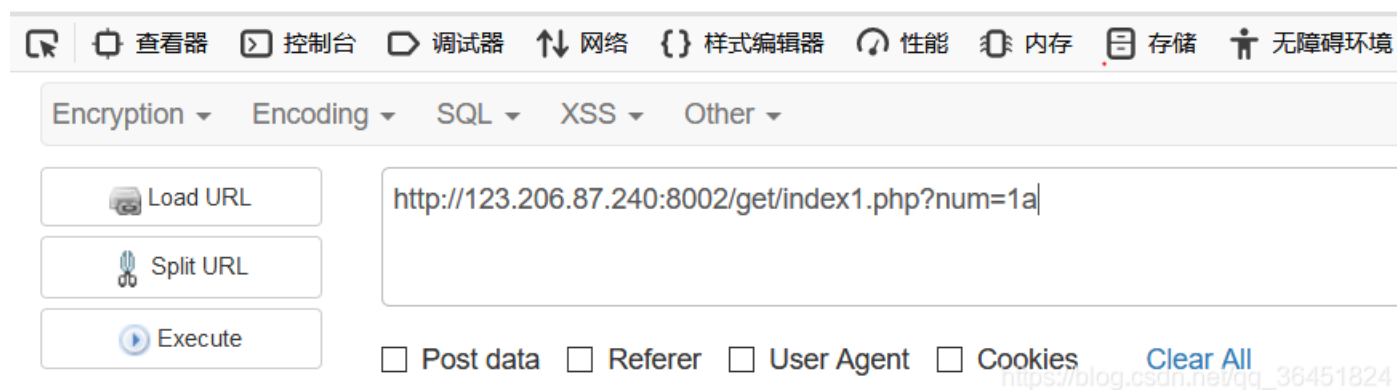 查看器 控制台 调试器 网络 {} 样式编辑器 性能 内存 存储 无障碍环境
Encryption Encoding SQL XSS Other
Load URL http://123.206.87.240:8002/get/index1.php?num=1a
Split URL
Execute
Post data Referer User Agent Cookies Clear All
https://blog.csdn.net/qq_36451824